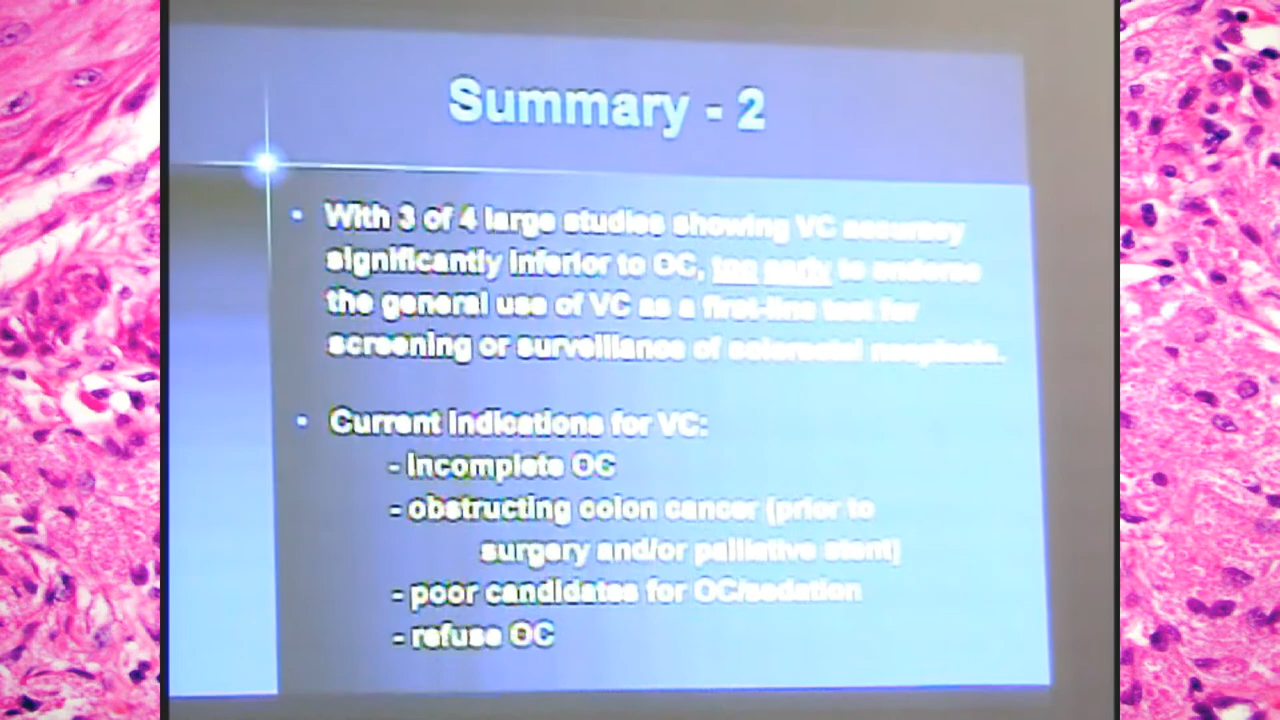 Summary - 2
• With 3 of 4 large studies showing VC accuracy
significantly inferior to OC, too early to endorse
the general use of VC as a first-line test for
screening or surveillance of colorectal neoplasia.
• Current indications for VC:
- incomplete OC
- obstructing colon cancer (prior to
surgery and/or palliative stent)
- poor candidates for OC/sedation
- refuse OC